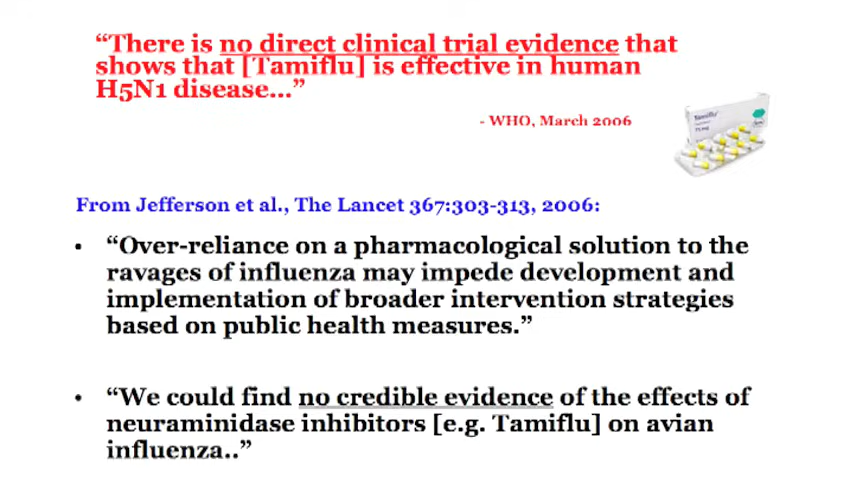 “There is no direct clinical trial evidence that
shows that [Tamiflu] is effective in human
H5N1 disease…”
- WHO, March 2006
Tamiflu
75 mg
From Jefferson et al., The Lancet 367:303-313, 2006:
• “Over-reliance on a pharmacological solution to the
ravages of influenza may impede development and
implementation of broader intervention strategies
based on public health measures.”
• “We could find no credible evidence of the effects of
neuraminidase inhibitors [e.g. Tamiflu] on avian
influenza..”